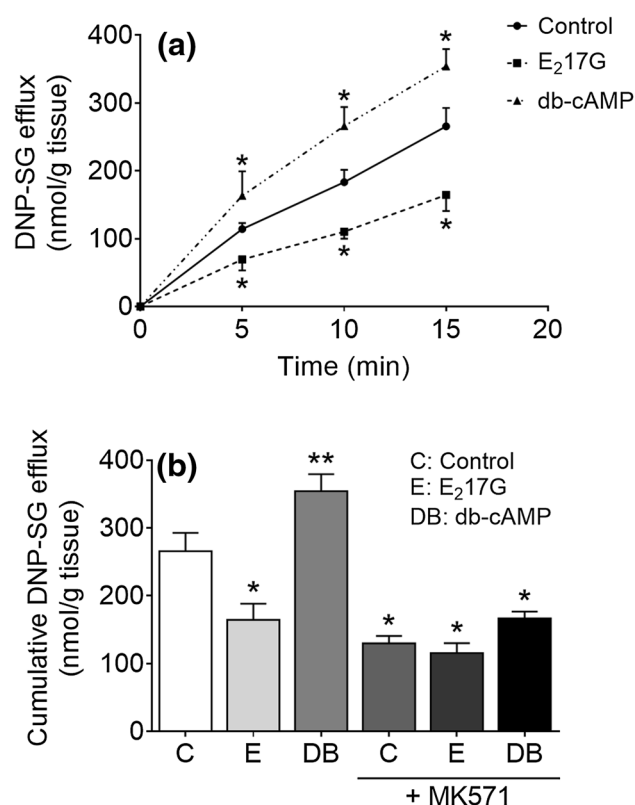 (a)
DNP-SG efflux
(nmol/g tissue)
400
300
200
100
0
* * *
* * *
0 5 10 15 20
Time (min)
Control
E₂17G
db-cAMP
(b)
Cumulative DNP-SG efflux
(nmol/g tissue)
400
300
200
100
0
C: Control
E: E₂17G
DB: db-cAMP
* ** * * *
C E DB C E DB
+ MK571